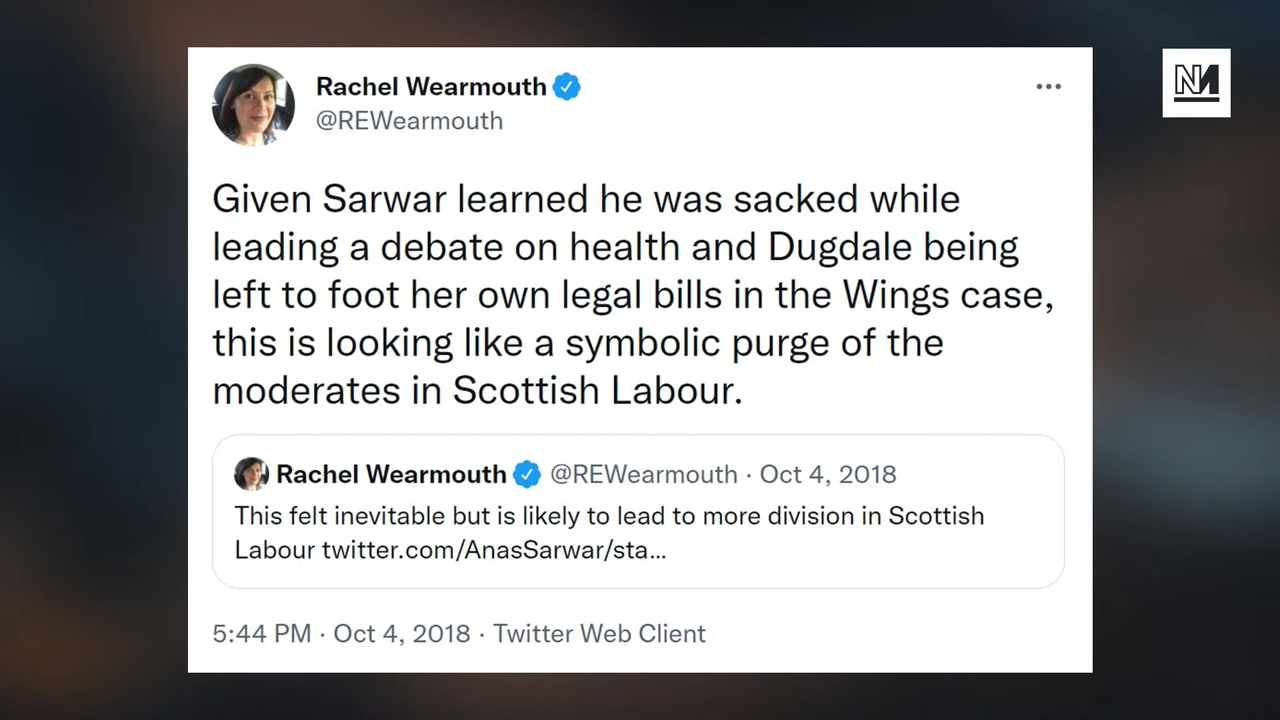 Rachel Wearmouth
@REWearmouth
Given Sarwar learned he was sacked while
leading a debate on health and Dugdale being
left to foot her own legal bills in the Wings case,
this is looking like a symbolic purge of the
moderates in Scottish Labour.
Rachel Wearmouth @REWearmouth · Oct 4, 2018
This felt inevitable but is likely to lead to more division in Scottish
Labour twitter.com/AnasSarwar/sta...
5:44 PM · Oct 4, 2018 · Twitter Web Client
NM